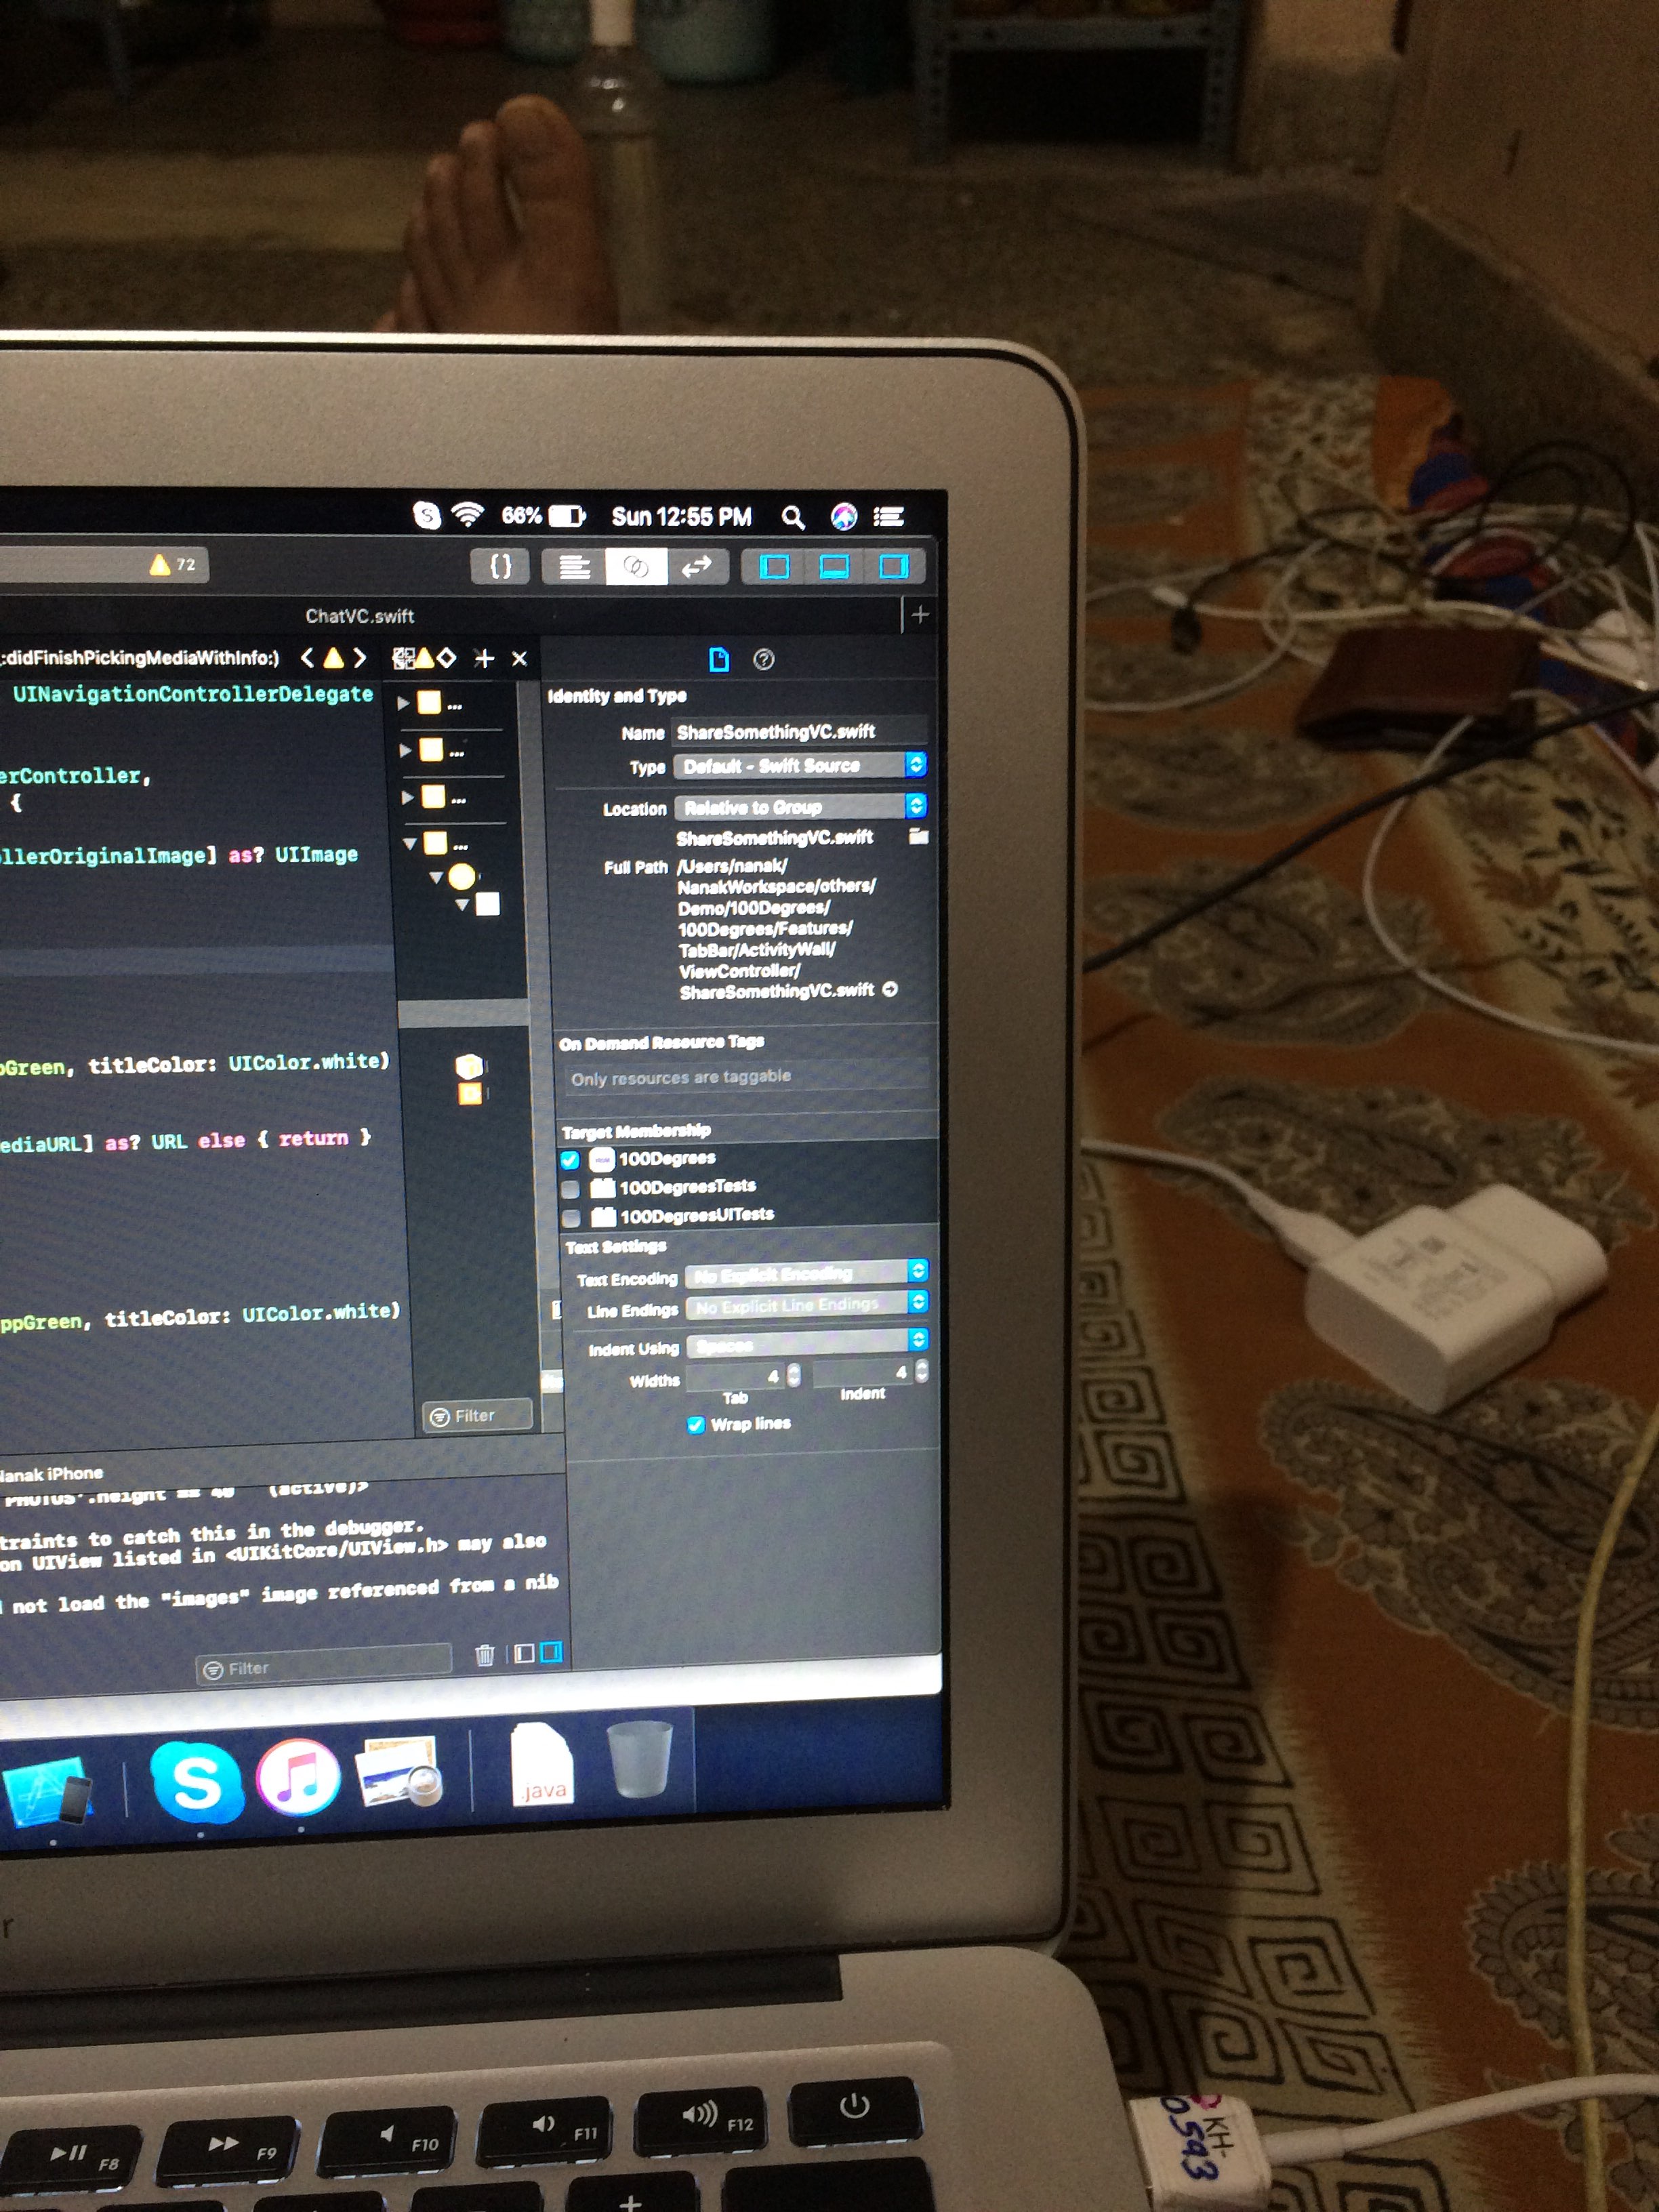 66% Sun 12:55 PM
72
{}
ChatVC.swift
:didFinishPickingMediaWithInfo:)
UINavigationControllerDelegate
erController,
{
ollerOriginalImage] as? UIImage
pGreen, titleColor: UIColor.white)
ediaURL] as? URL else { return }
ppGreen, titleColor: UIColor.white)
...
...
...
...
Filter
Identity and Type
Name ShareSomethingVC.swift
Type Default - Swift Source
Location Relative to Group
ShareSomethingVC.swift
Full Path /Users/nanak/
NanakWorkspace/others/
Demo/100Degrees/
100Degrees/Features/
TabBar/ActivityWall/
ViewController/
ShareSomethingVC.swift
On Demand Resource Tags
Only resources are taggable
Target Membership
100Degrees
100DegreesTests
100DegreesUITests
Text Settings
Text Encoding No Explicit Encoding
Line Endings No Explicit Line Endings
Indent Using Spaces
Widths 4 4
Tab Indent
Wrap lines
Nanak iPhone
PHOTOS'.height == 40 (active)>
traints to catch this in the debugger.
on UIView listed in <UIKitCore/UIView.h> may also
not load the "images" image referenced from a nib
Filter
S
.java
r
F8 F9 F10 F11 F12
+
KH-
0593